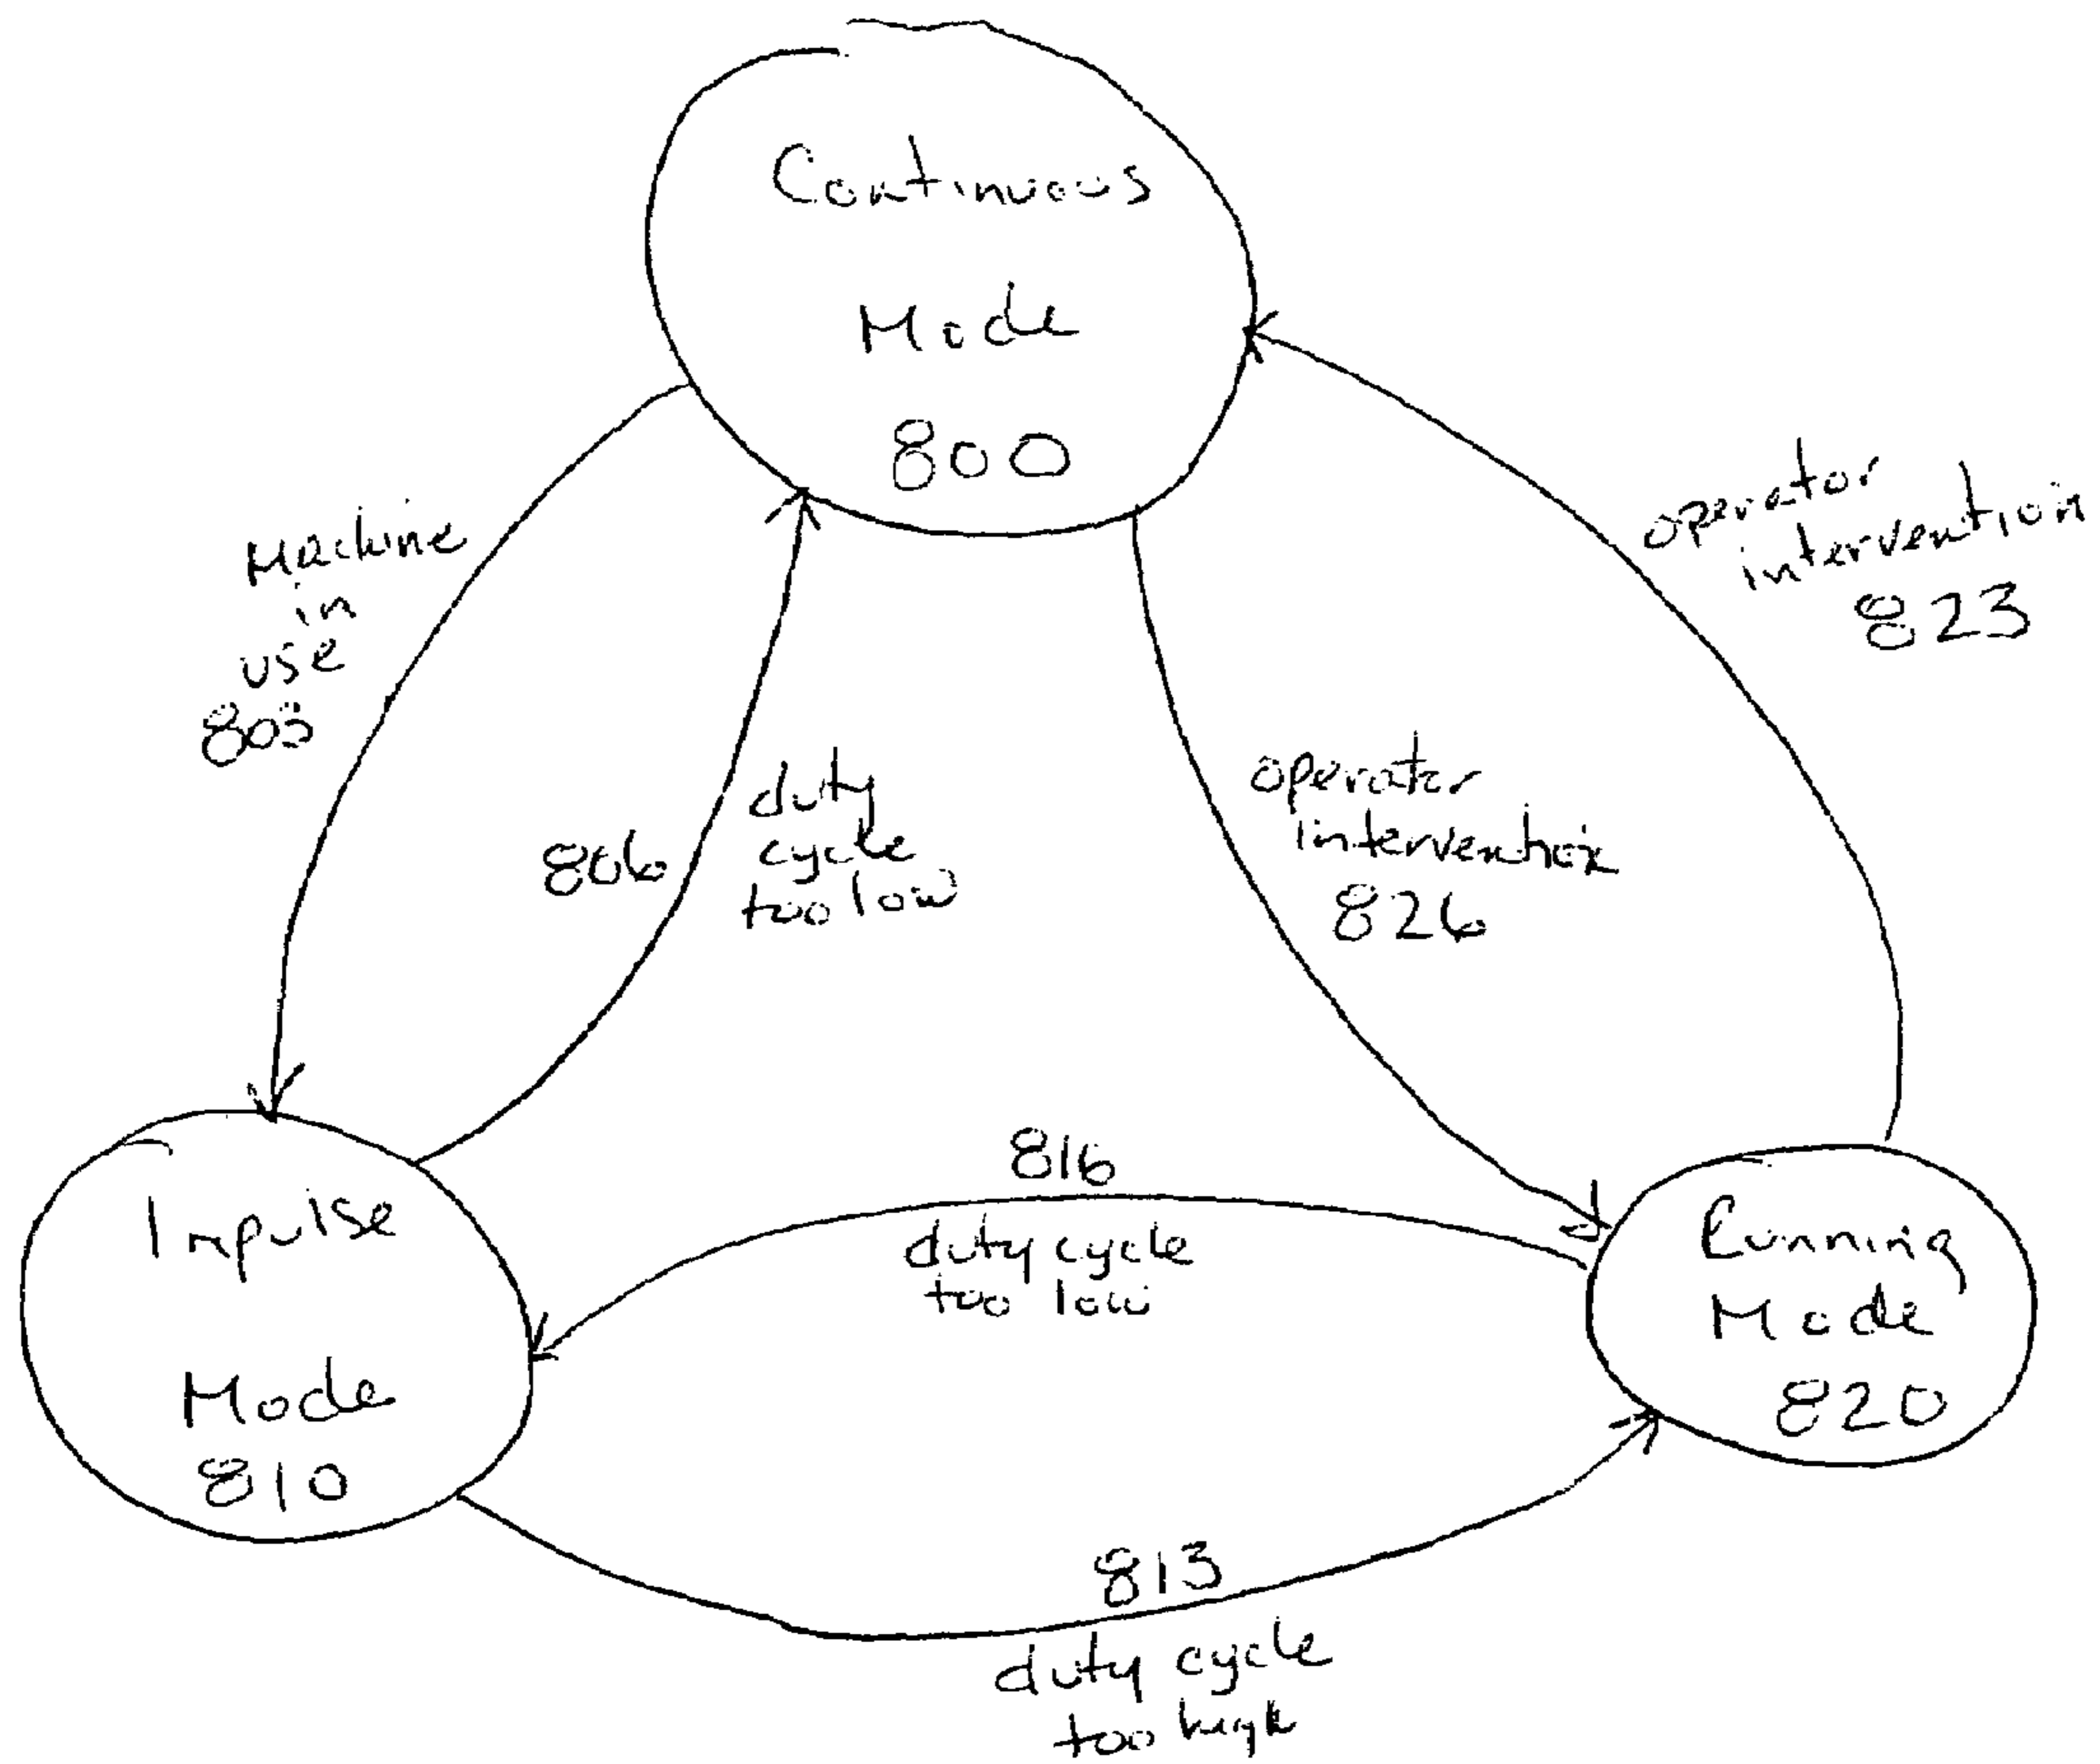 Continuous
Mode
800
operator
intervention
823
Machine
in
use
803
806
duty
cycle
too low
operator
intervention
826
816
duty cycle
too low
Impulse
Mode
810
Running
Mode
820
813
duty cycle
too high